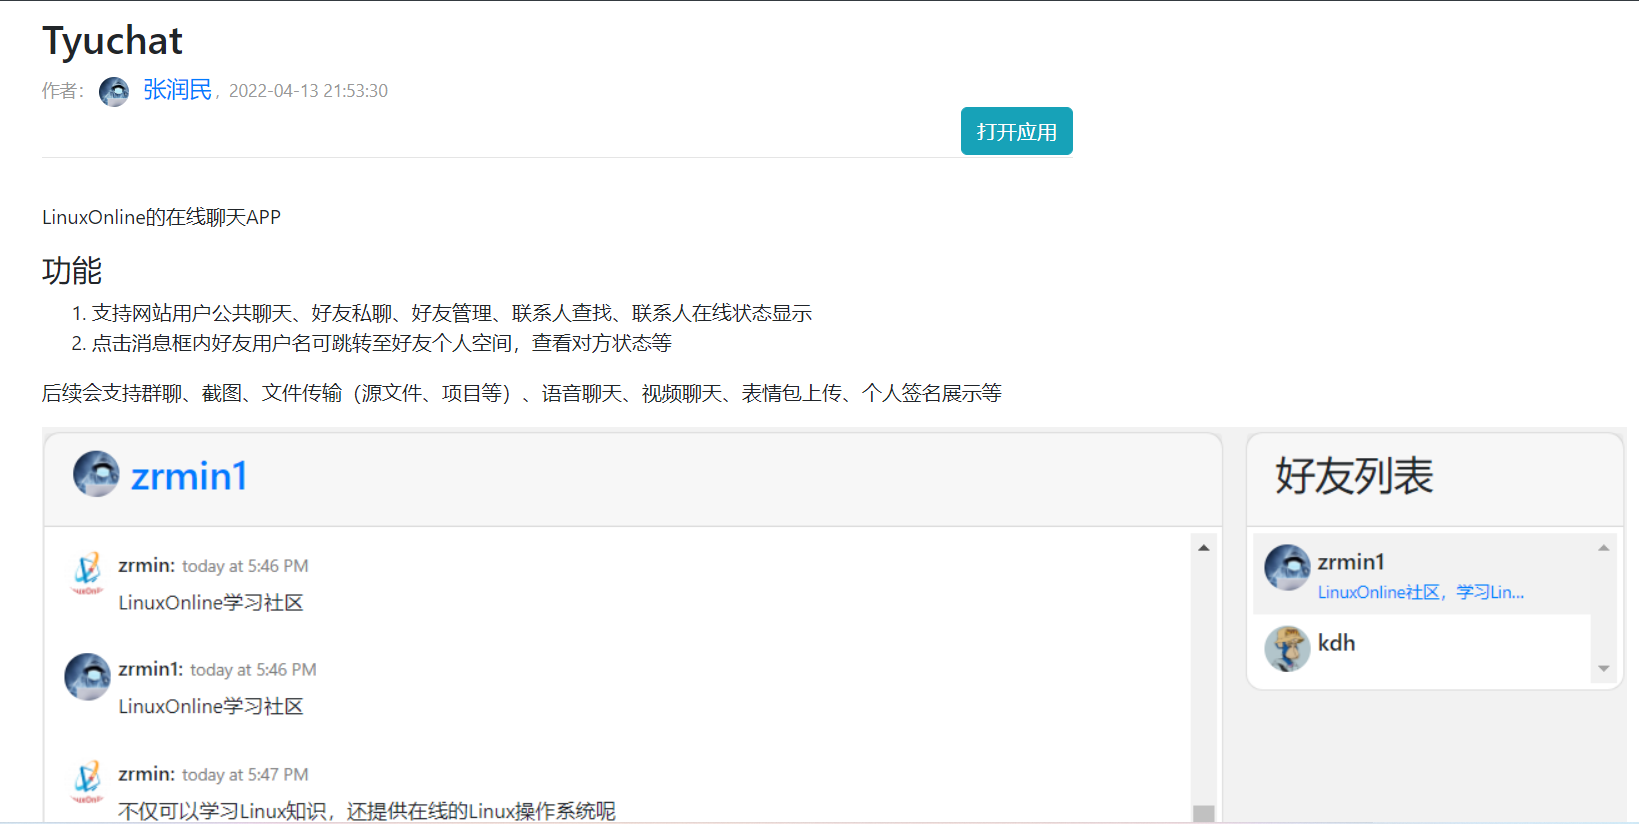 Tyuchat
作者： 张润民，2022-04-13 21:53:30
打开应用
LinuxOnline的在线聊天APP
功能
1. 支持网站用户公共聊天、好友私聊、好友管理、联系人查找、联系人在线状态显示
2. 点击消息框内好友用户名可跳转至好友个人空间，查看对方状态等
后续会支持群聊、截图、文件传输（源文件、项目等）、语音聊天、视频聊天、表情包上传、个人签名展示等
zrmin1
zrmin: today at 5:46 PM
LinuxOnline学习社区
zrmin1: today at 5:46 PM
LinuxOnline学习社区
zrmin: today at 5:47 PM
不仅可以学习Linux知识，还提供在线的Linux操作系统呢
好友列表
zrmin1
LinuxOnline社区，学习Lin...
kdh